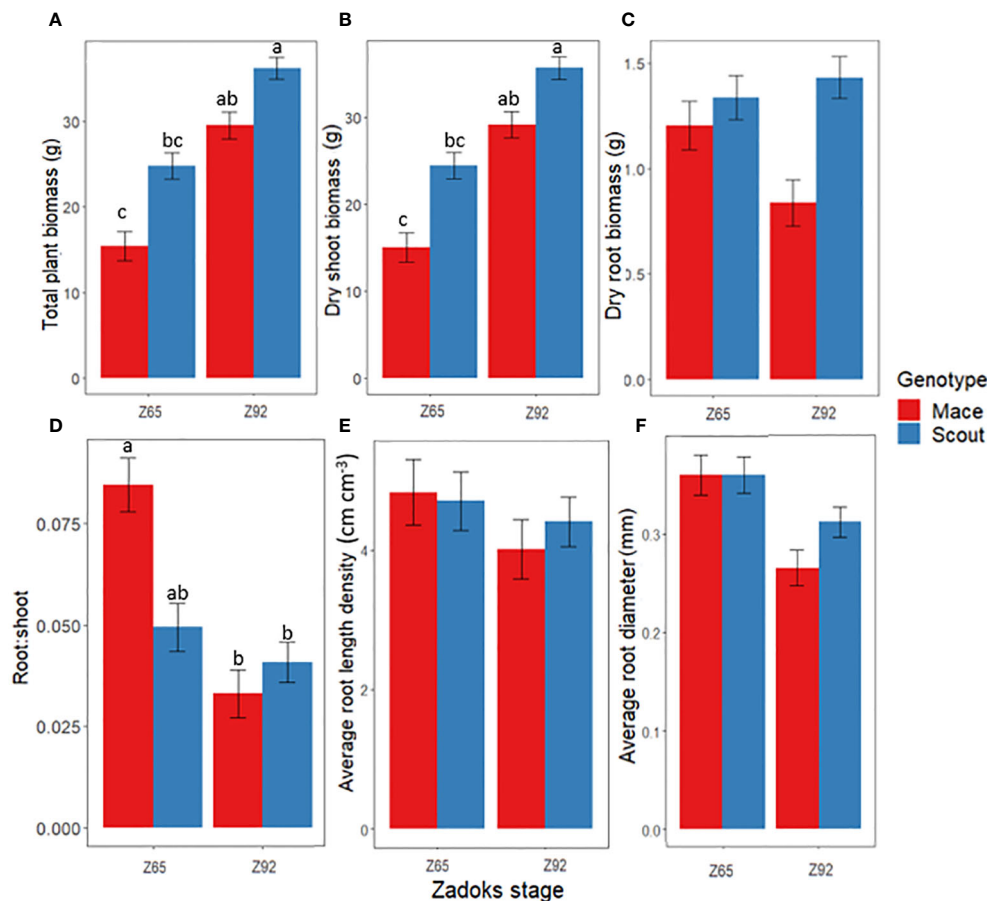 A
Total plant biomass (g)
0
10
20
30
c
bc
ab
a
Z65
Z92
B
Dry shoot biomass (g)
0
10
20
30
c
bc
ab
a
Z65
Z92
C
Dry root biomass (g)
0.0
0.5
1.0
1.5
Z65
Z92
Genotype
Mace
Scout
D
Root:shoot
0.000
0.025
0.050
0.075
a
ab
b
b
Z65
Z92
E
Average root length density (cm cm⁻³)
0
2
4
Z65
Z92
F
Average root diameter (mm)
0.0
0.1
0.2
0.3
Z65
Z92
Zadoks stage